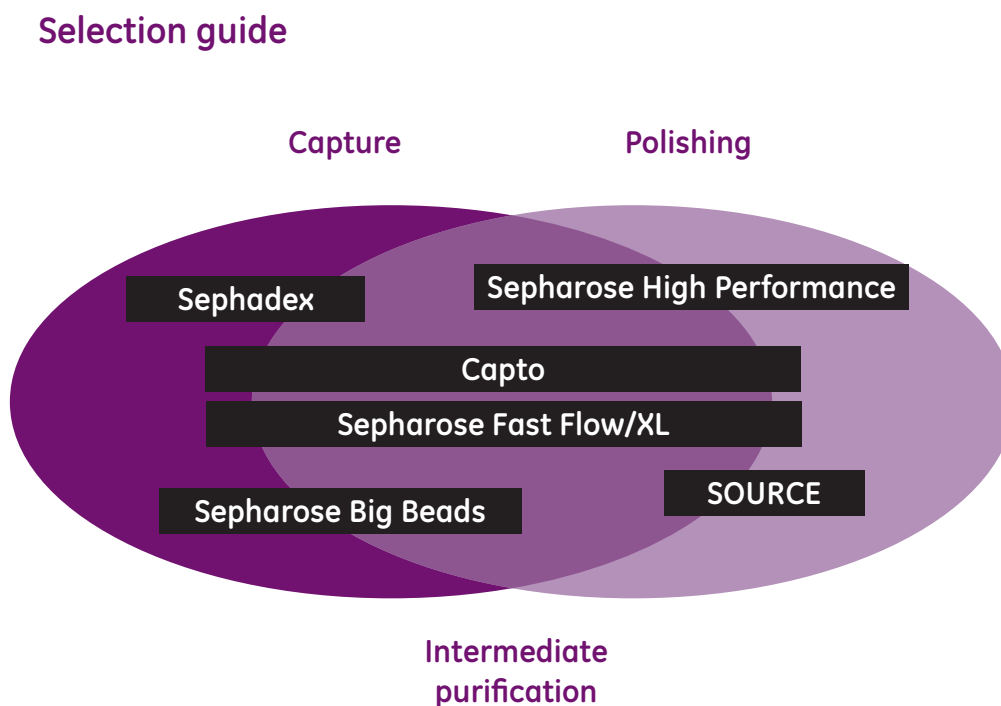 Selection guide
Capture
Polishing
Sephadex
Sepharose High Performance
Capto
Sepharose Fast Flow/XL
Sepharose Big Beads
SOURCE
Intermediate
purification